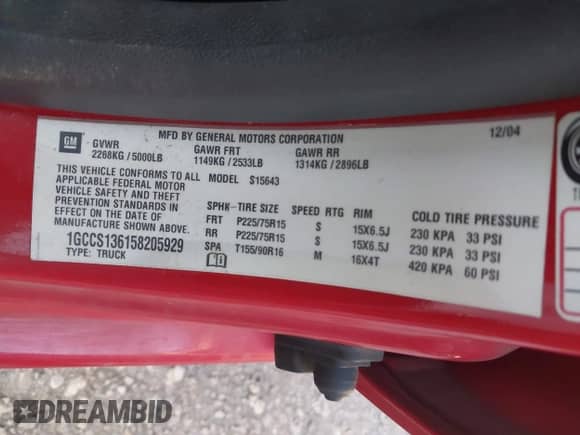 GM
MFD BY GENERAL MOTORS CORPORATION 12/04
GVWR GAWR FRT GAWR RR
2268KG / 5000LB 1149KG / 2533LB 1314KG / 2896LB
THIS VEHICLE CONFORMS TO ALL MODEL S15643
APPLICABLE FEDERAL MOTOR
VEHICLE SAFETY AND THEFT
PREVENTION STANDARDS IN
EFFECT ON THE DATE OF
MANUFACTURE SHOWN ABOVE.
1GCCS136158205929
TYPE: TRUCK
SPHK-TIRE SIZE SPEED RTG RIM COLD TIRE PRESSURE
FRT P225/75R15 S 15X6.5J 230 KPA 33 PSI
RR P225/75R15 S 15X6.5J 230 KPA 33 PSI
SPA T155/90R16 M 16X4T 420 KPA 60 PSI
DREAMBID